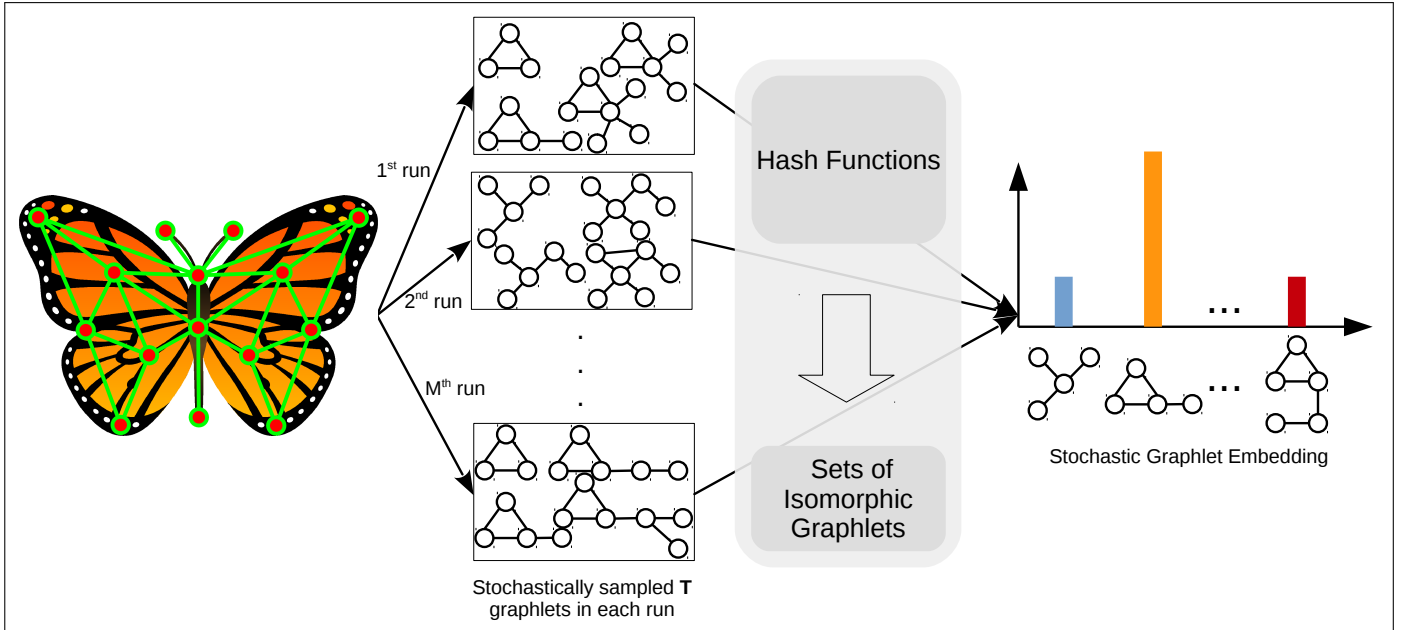 1st run
2nd run
Mth run
Stochastically sampled T
graphlets in each run
Hash Functions
Sets of
Isomorphic
Graphlets
...
...
Stochastic Graphlet Embedding